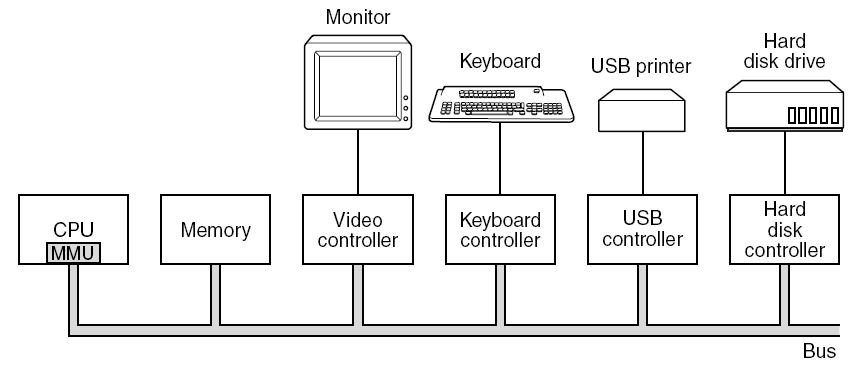 Monitor
Keyboard
USB printer
Hard
disk drive
CPU
MMU
Memory
Video
controller
Keyboard
controller
USB
controller
Hard
disk
controller
Bus